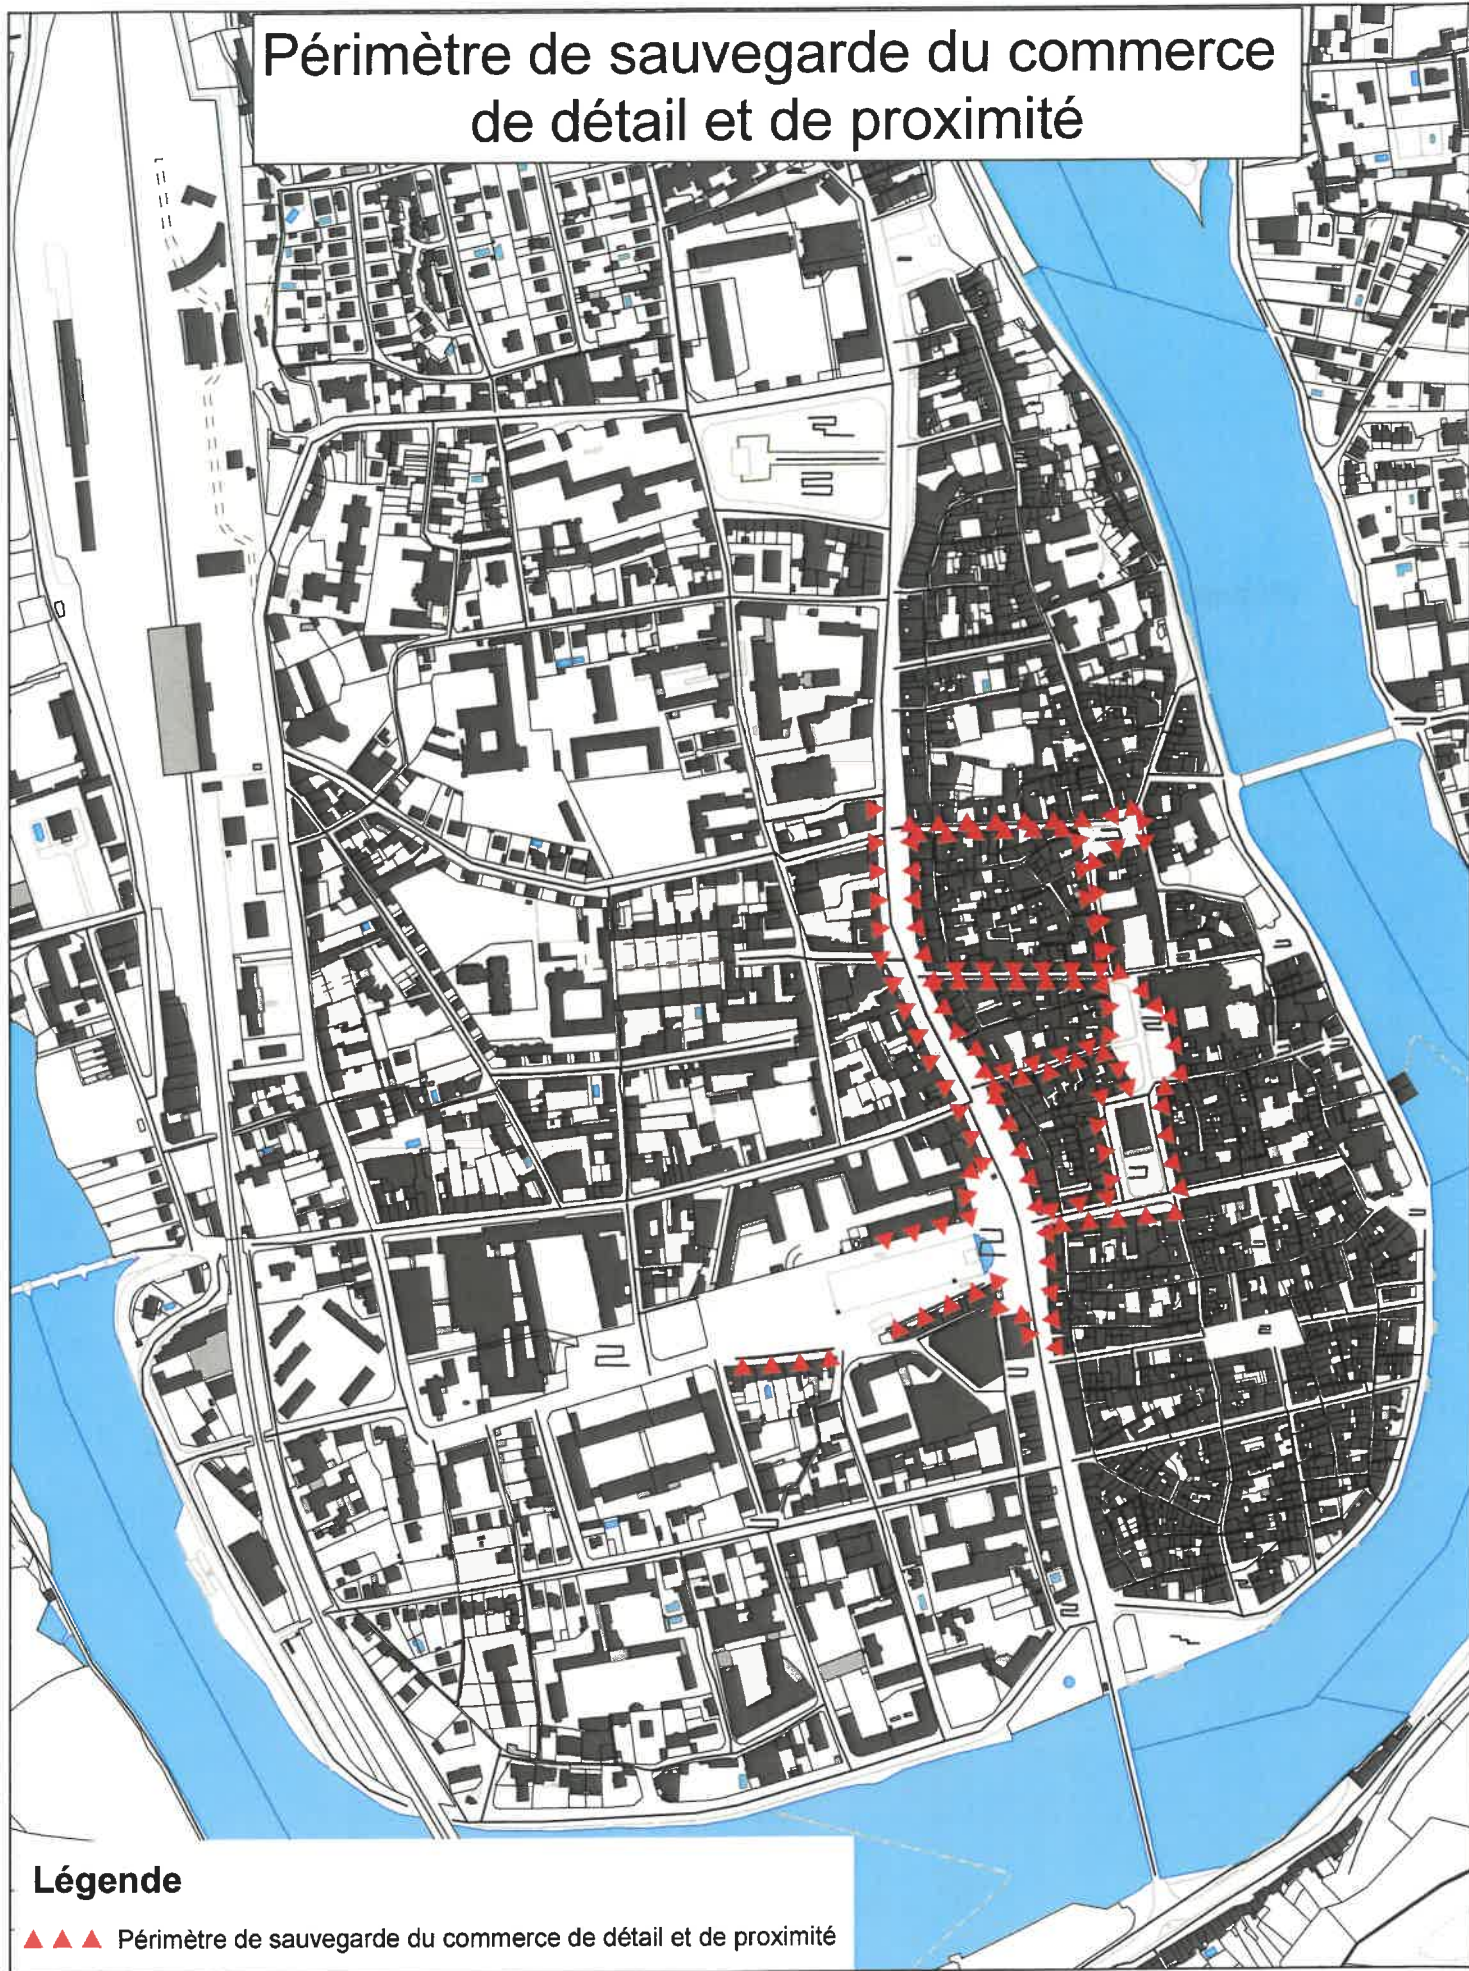 Périmètre de sauvegarde du commerce
de détail et de proximité
Légende
Périmètre de sauvegarde du commerce de détail et de proximité